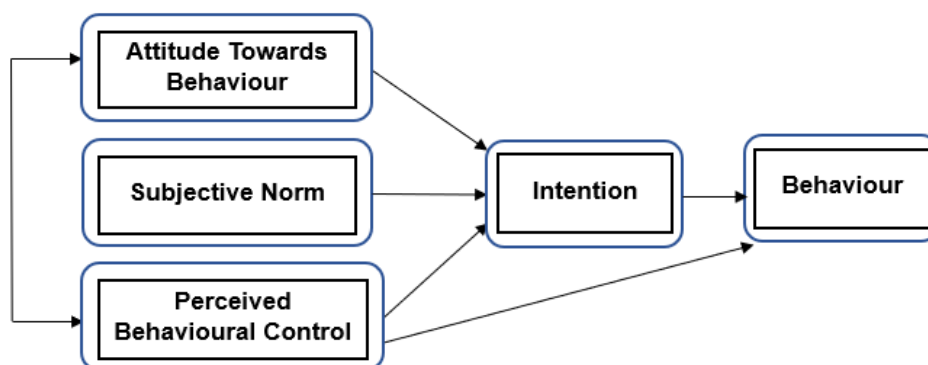 Attitude Towards
Behaviour
Subjective Norm
Perceived
Behavioural Control
Intention
Behaviour